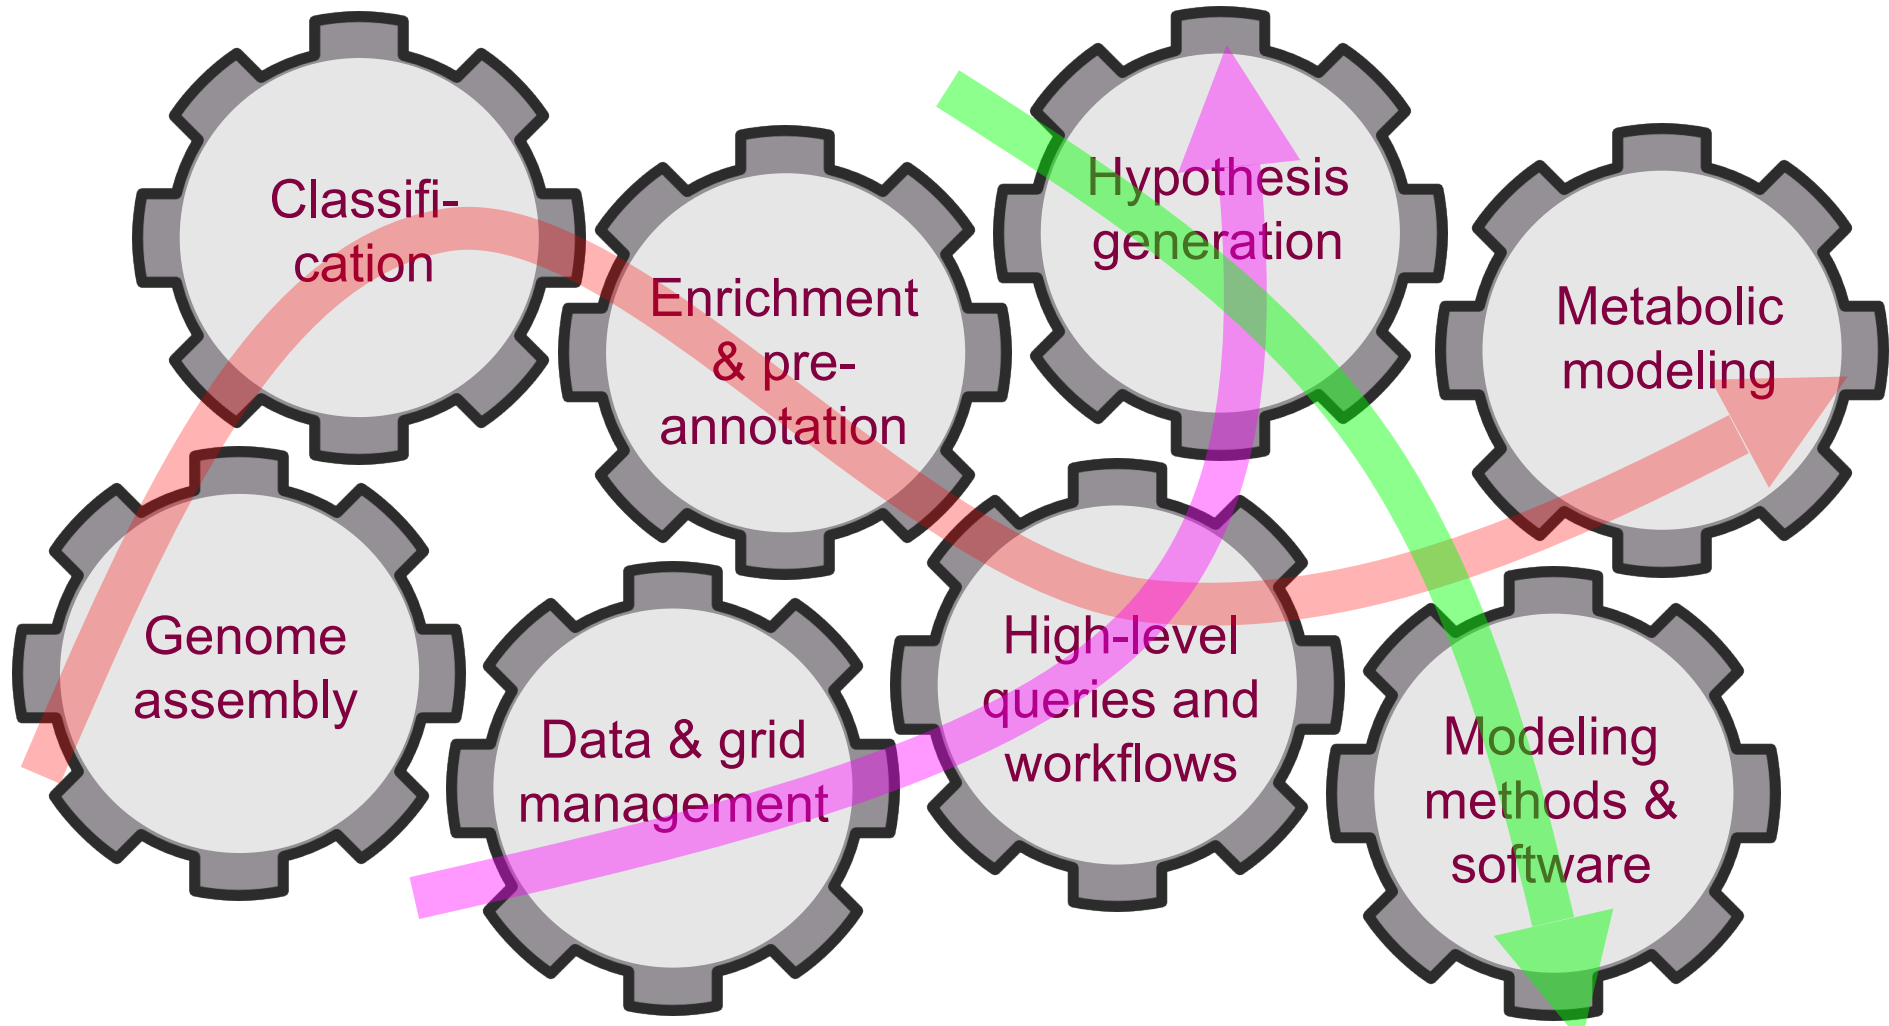 Classifi-
cation
Enrichment
& pre-
annotation
Hypothesis
generation
Metabolic
modeling
Genome
assembly
Data & grid
management
High-level
queries and
workflows
Modeling
methods &
software